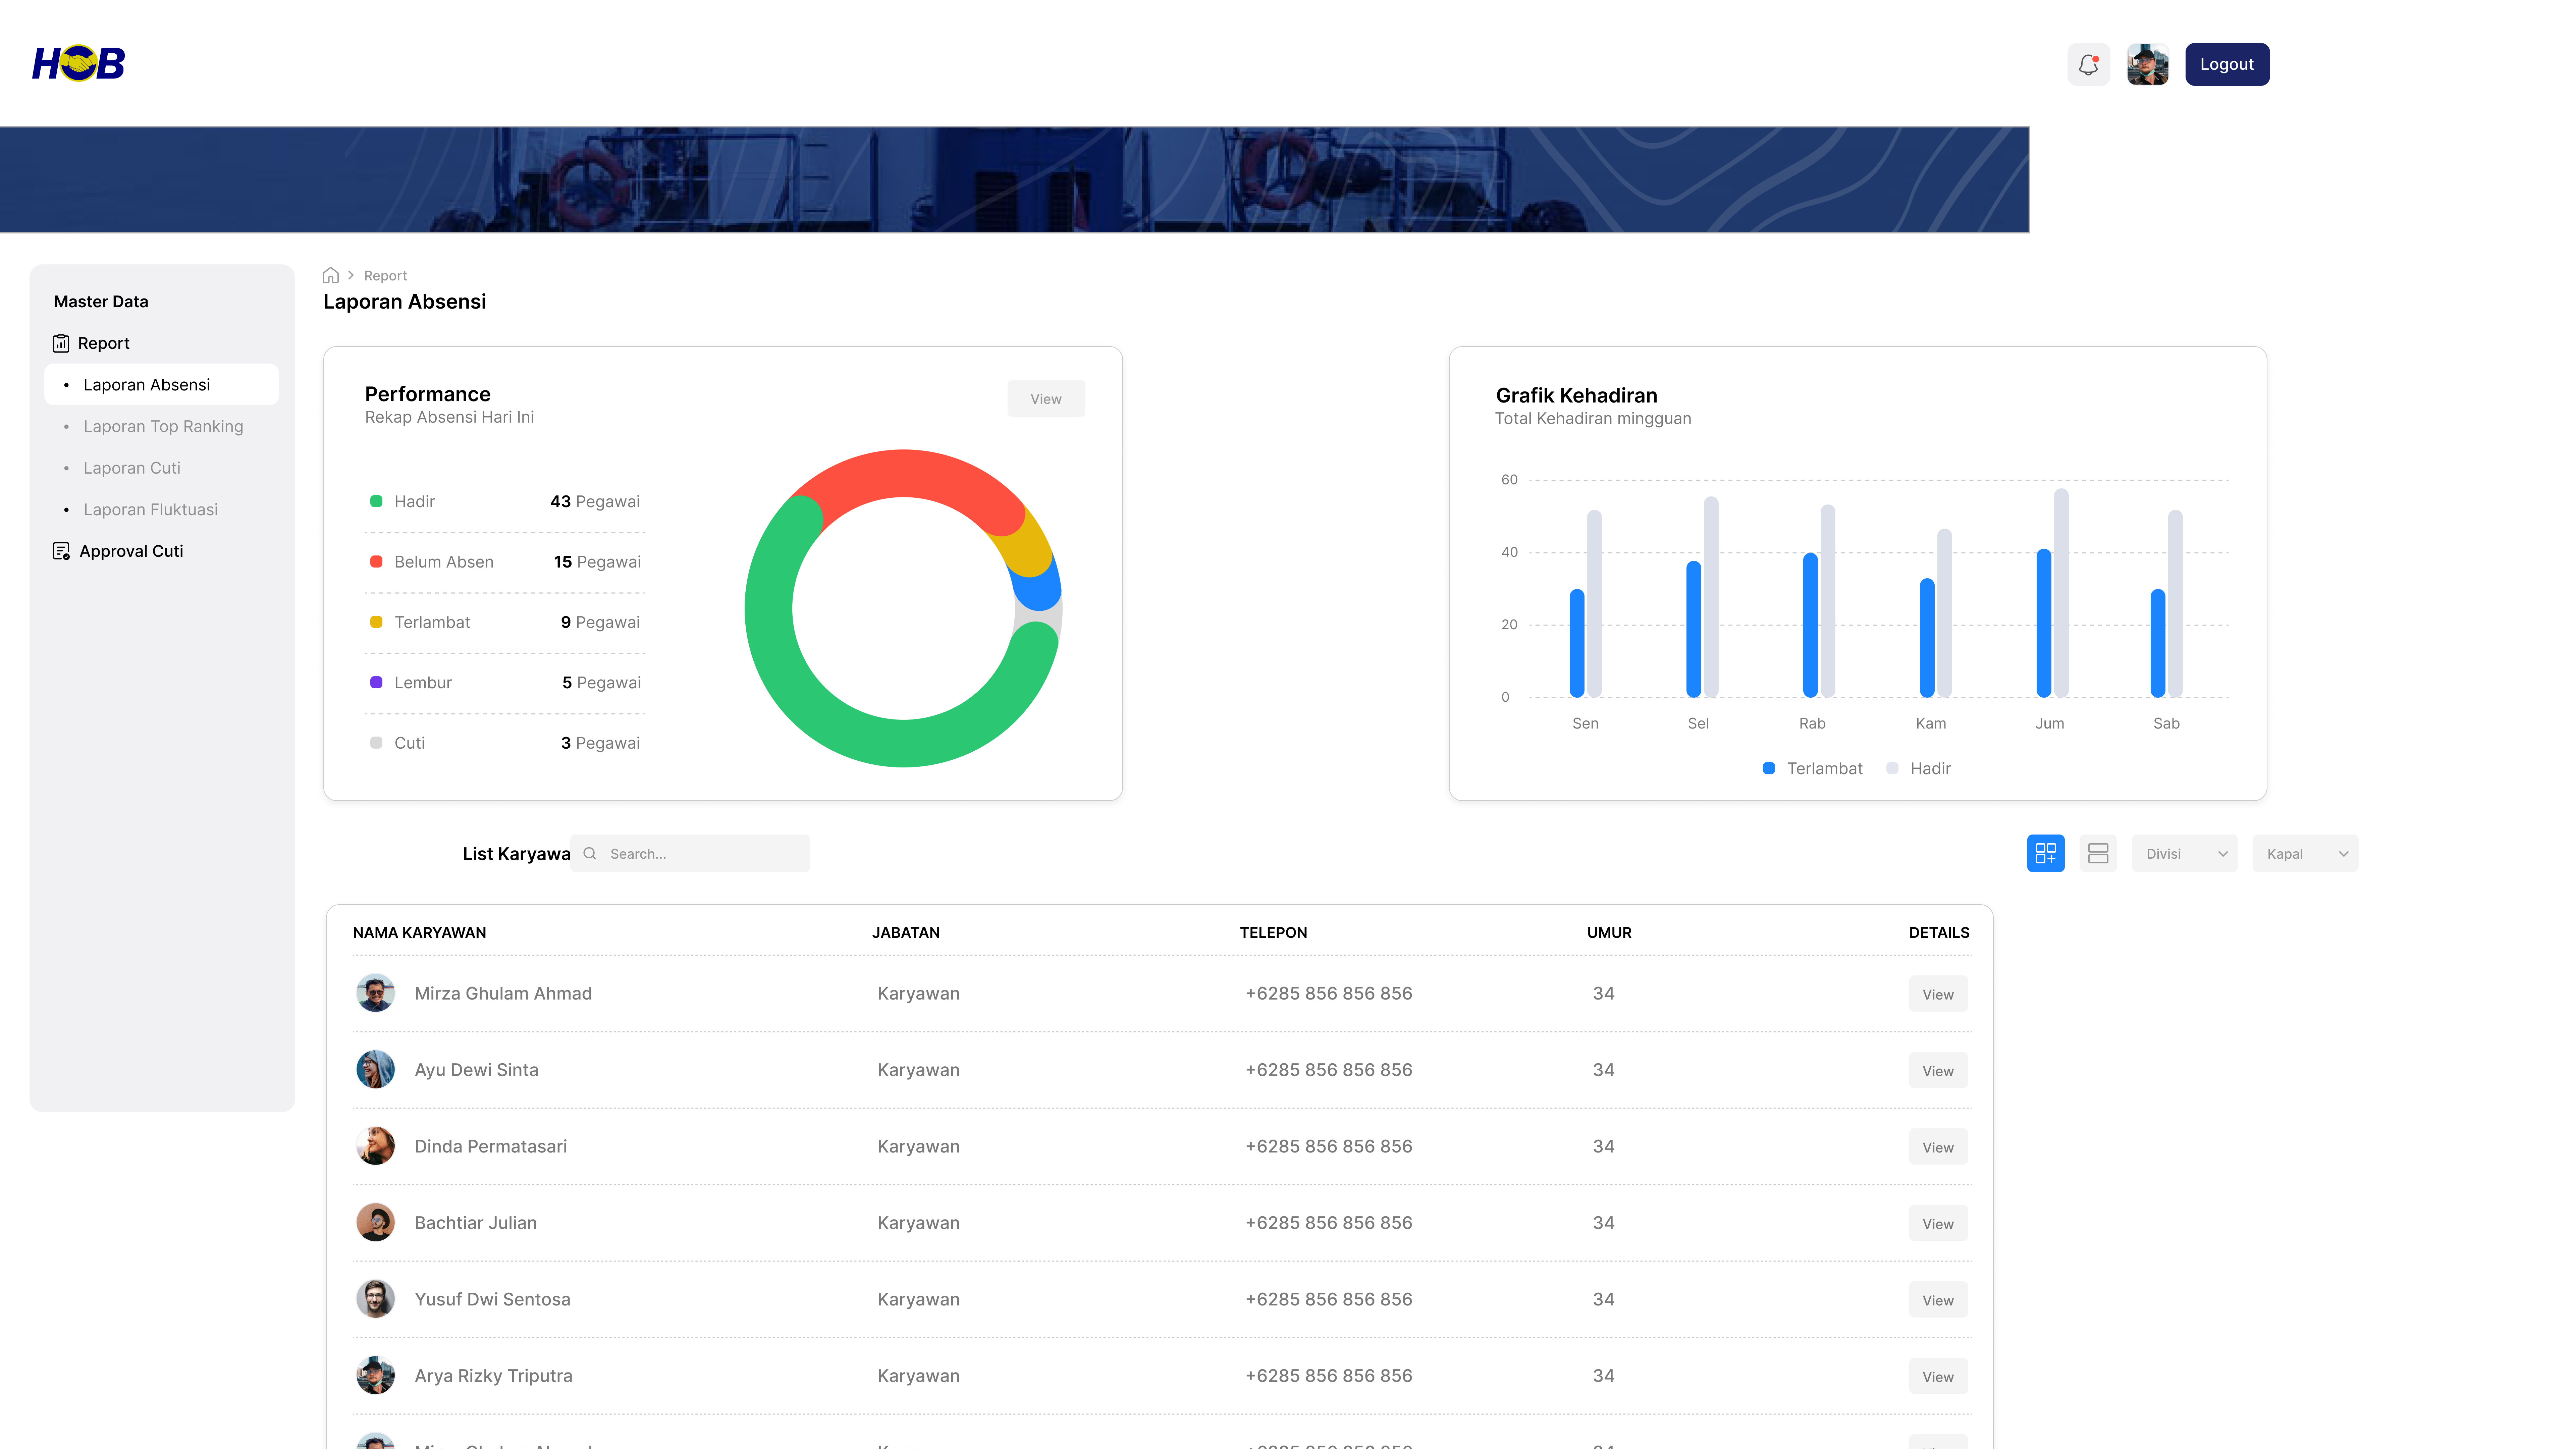 HOB
Logout
Master Data
Report
Laporan Absensi
Laporan Top Ranking
Laporan Cuti
Laporan Fluktuasi
Approval Cuti
Report
Laporan Absensi
Performance
Rekap Absensi Hari Ini
View
Hadir 43 Pegawai
Belum Absen 15 Pegawai
Terlambat 9 Pegawai
Lembur 5 Pegawai
Cuti 3 Pegawai
Grafik Kehadiran
Total Kehadiran mingguan
60
40
20
0
Sen Sel Rab Kam Jum Sab
Terlambat Hadir
List Karyawa Search... Divisi Kapal
NAMA KARYAWAN JABATAN TELEPON UMUR DETAILS
Mirza Ghulam Ahmad Karyawan +6285 856 856 856 34 View
Ayu Dewi Sinta Karyawan +6285 856 856 856 34 View
Dinda Permatasari Karyawan +6285 856 856 856 34 View
Bachtiar Julian Karyawan +6285 856 856 856 34 View
Yusuf Dwi Sentosa Karyawan +6285 856 856 856 34 View
Arya Rizky Triputra Karyawan +6285 856 856 856 34 View